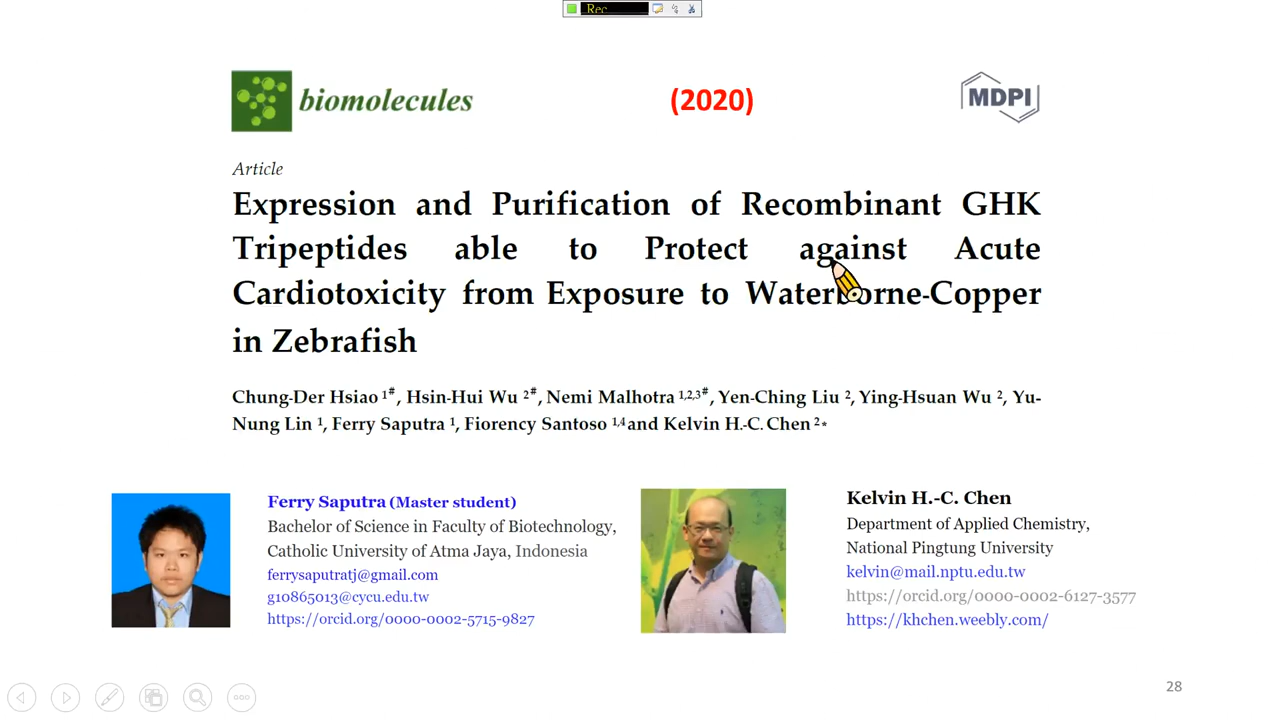 Rec
biomolecules
(2020)
MDPI
Article
Expression and Purification of Recombinant GHK
Tripeptides able to Protect against Acute
Cardiotoxicity from Exposure to Waterborne-Copper
in Zebrafish
Chung-Der Hsiao 1#, Hsin-Hui Wu 2#, Nemi Malhotra 1,2,3#, Yen-Ching Liu 2, Ying-Hsuan Wu 2, Yu-
Nung Lin 1, Ferry Saputra 1, Fiorency Santoso 1,4 and Kelvin H.-C. Chen 2*
Ferry Saputra (Master student)
Bachelor of Science in Faculty of Biotechnology,
Catholic University of Atma Jaya, Indonesia
ferrysaputratj@gmail.com
g10865013@cycu.edu.tw
https://orcid.org/0000-0002-5715-9827
Kelvin H.-C. Chen
Department of Applied Chemistry,
National Pingtung University
kelvin@mail.nptu.edu.tw
https://orcid.org/0000-0002-6127-3577
https://khchen.weebly.com/
28